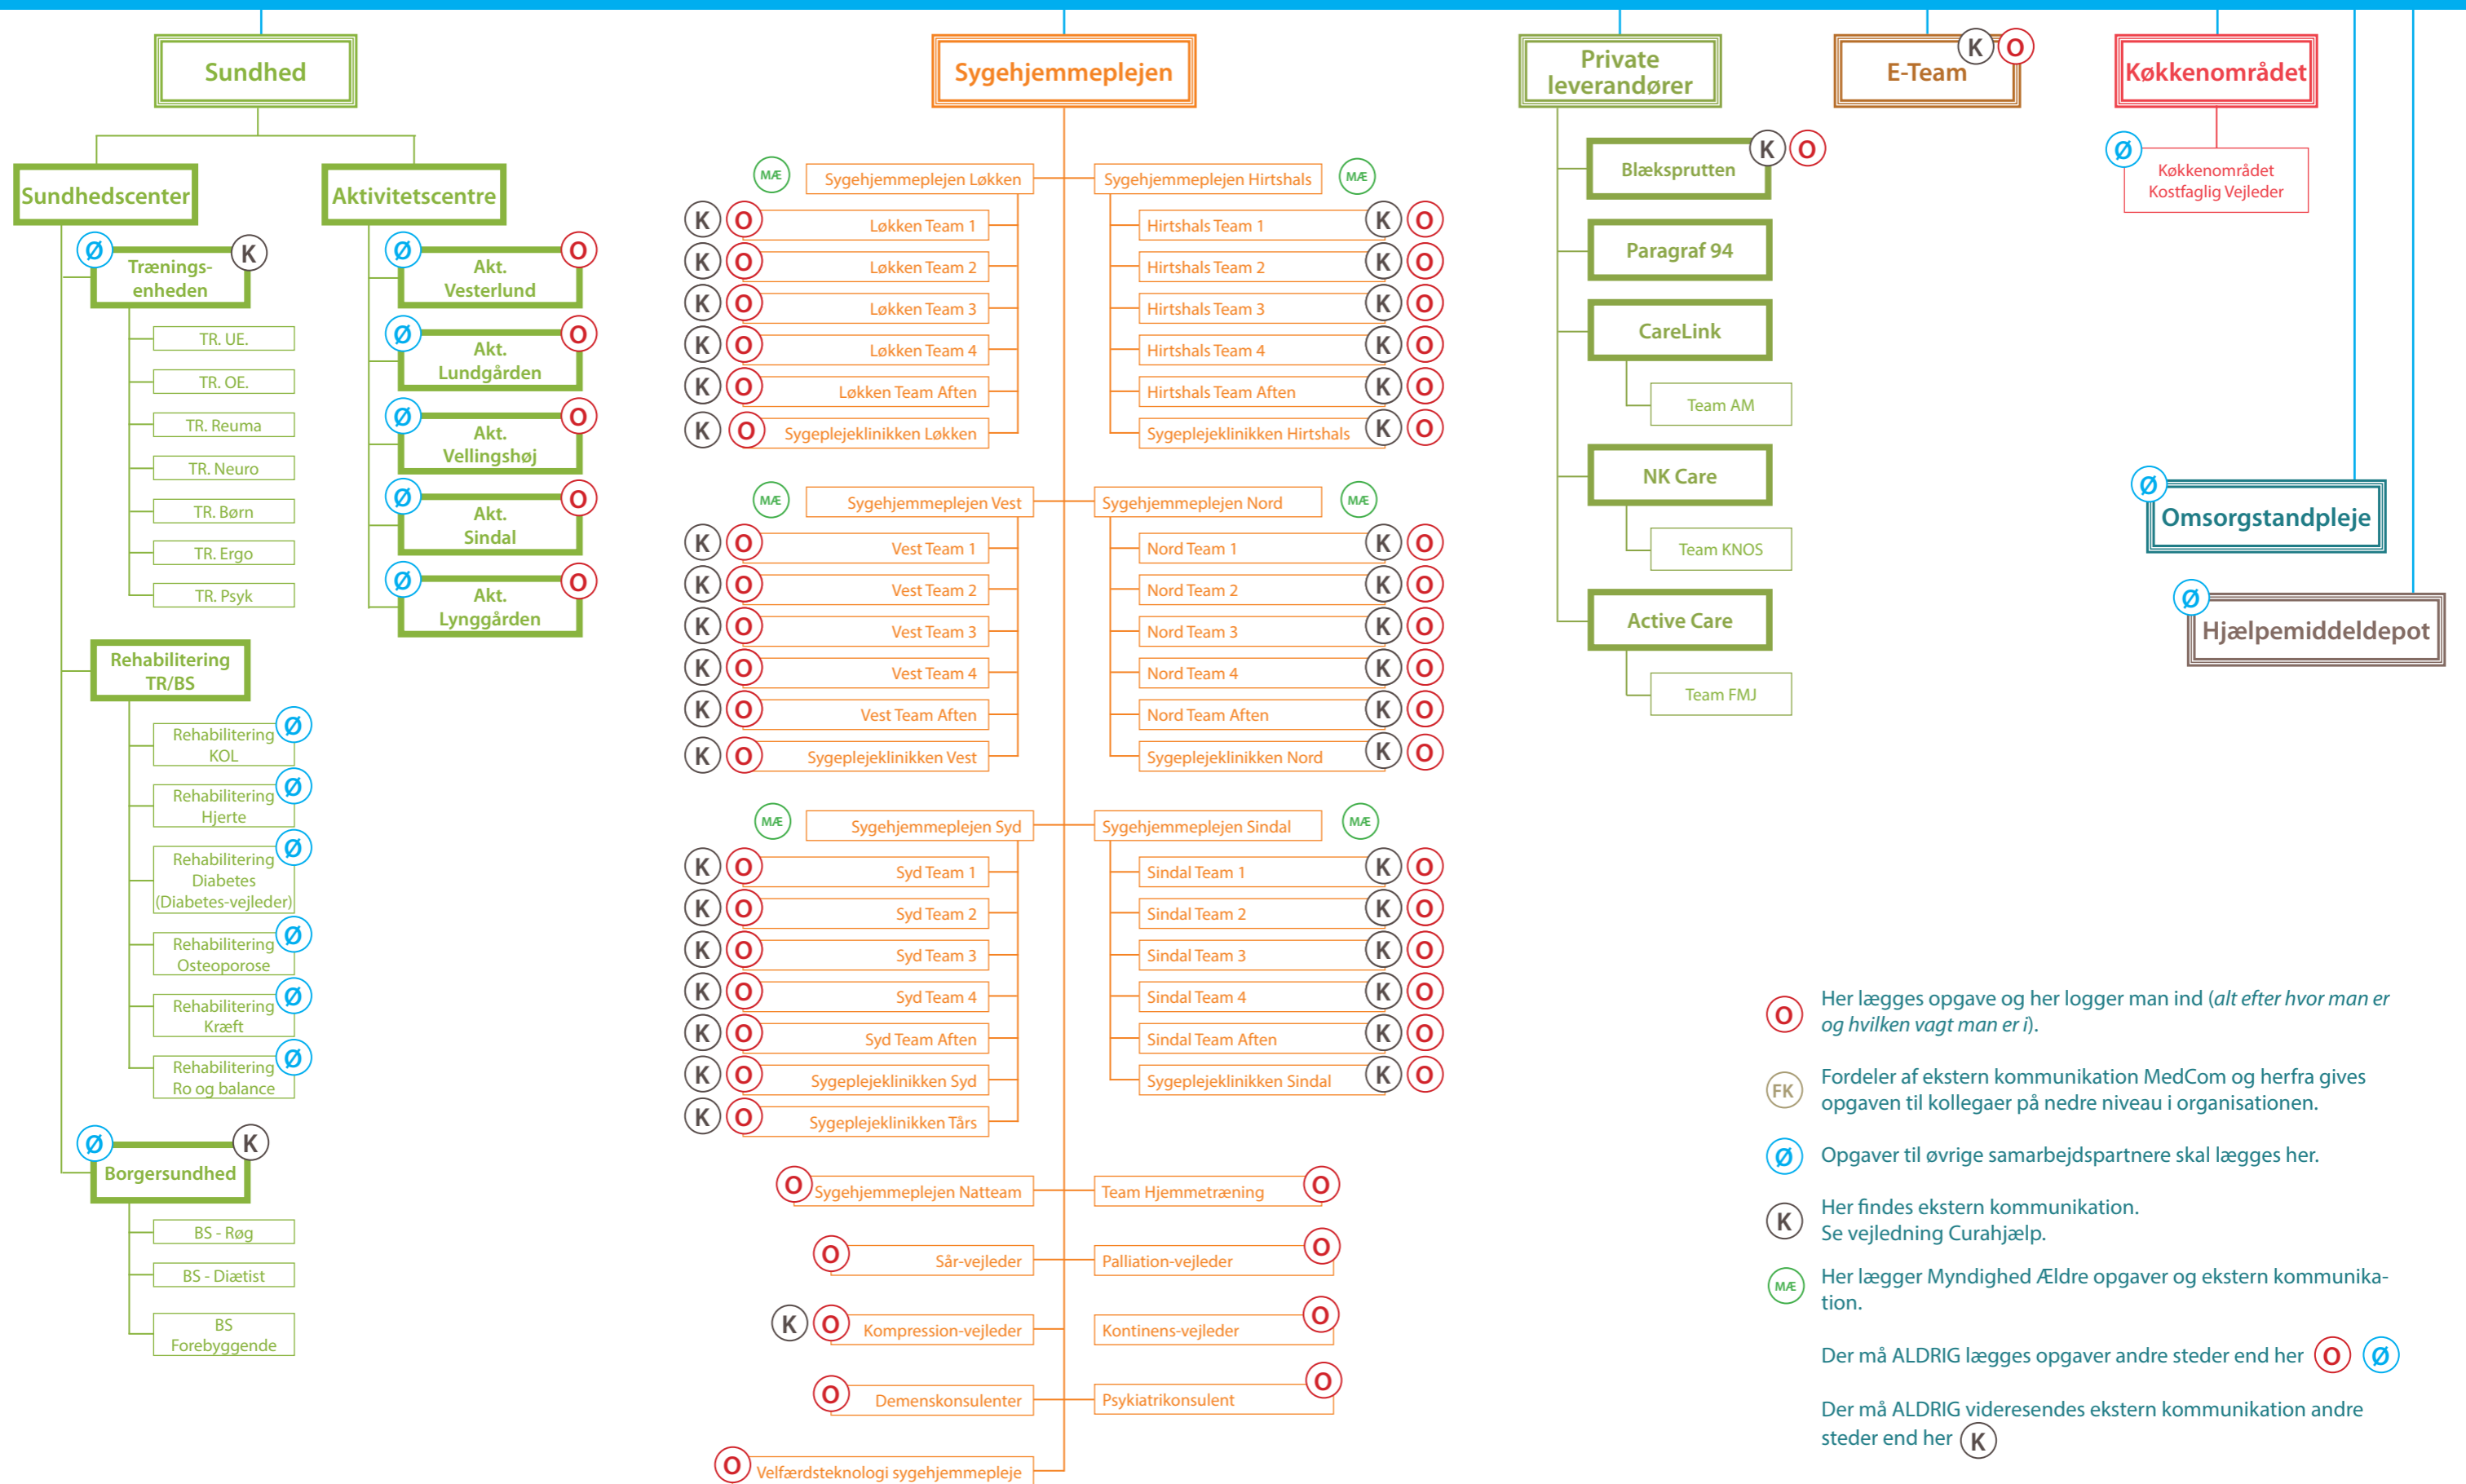 Sundhed
Sundhedscenter
Ø
K
Trænings-
enheden
TR. UE.
TR. OE.
TR. Reuma
TR. Neuro
TR. Børn
TR. Ergo
TR. Psyk
Rehabilitering
TR/BS
Rehabilitering
KOL
Ø
Rehabilitering
Hjerte
Ø
Rehabilitering
Diabetes
(Diabetes-vejleder)
Ø
Rehabilitering
Osteoporose
Ø
Rehabilitering
Kræft
Ø
Rehabilitering
Ro og balance
Ø
Ø
K
Borgersundhed
BS - Røg
BS - Diætist
BS
Forebyggende
Aktivitetscentre
Ø
O
Akt.
Vesterlund
Ø
O
Akt.
Lundgården
Ø
O
Akt.
Vellingshøj
Ø
O
Akt.
Sindal
Ø
O
Akt.
Lynggården
Sygehjemmeplejen
MÆ Sygehjemmeplejen Løkken
K O Løkken Team 1
K O Løkken Team 2
K O Løkken Team 3
K O Løkken Team 4
K O Løkken Team Aften
K O Sygeplejeklinikken Løkken
Sygehjemmeplejen Hirtshals MÆ
Hirtshals Team 1 K O
Hirtshals Team 2 K O
Hirtshals Team 3 K O
Hirtshals Team 4 K O
Hirtshals Team Aften K O
Sygeplejeklinikken Hirtshals K O
MÆ Sygehjemmeplejen Vest
K O Vest Team 1
K O Vest Team 2
K O Vest Team 3
K O Vest Team 4
K O Vest Team Aften
K O Sygeplejeklinikken Vest
Sygehjemmeplejen Nord MÆ
Nord Team 1 K O
Nord Team 2 K O
Nord Team 3 K O
Nord Team 4 K O
Nord Team Aften K O
Sygeplejeklinikken Nord K O
MÆ Sygehjemmeplejen Syd
K O Syd Team 1
K O Syd Team 2
K O Syd Team 3
K O Syd Team 4
K O Syd Team Aften
K O Sygeplejeklinikken Syd
K O Sygeplejeklinikken Tårs
Sygehjemmeplejen Sindal MÆ
Sindal Team 1 K O
Sindal Team 2 K O
Sindal Team 3 K O
Sindal Team 4 K O
Sindal Team Aften K O
Sygeplejeklinikken Sindal K O
O Sygehjemmeplejen Natteam
Team Hjemmetræning O
O Sår-vejleder
Palliation-vejleder O
K O Kompression-vejleder
Kontinens-vejleder O
O Demenskonsulenter
Psykiatrikonsulent O
O Velfærdsteknologi sygehjemmepleje
Private
leverandører
Blæksprutten K O
Paragraf 94
CareLink
Team AM
NK Care
Team KNOS
Active Care
Team FMJ
E-Team K O
Køkkenområdet
Ø
Køkkenområdet
Kostfaglig Vejleder
Ø
Omsorgstandpleje
Ø
Hjælpemiddeldepot
O Her lægges opgave og her logger man ind (alt efter hvor man er
og hvilken vagt man er i).
FK Fordeler af ekstern kommunikation MedCom og herfra gives
opgaven til kollegaer på nedre niveau i organisationen.
Ø Opgaver til øvrige samarbejdspartnere skal lægges her.
K Her findes ekstern kommunikation.
Se vejledning Curahjælp.
MÆ Her lægger Myndighed Ældre opgaver og ekstern kommunika-
tion.
Der må ALDRIG lægges opgaver andre steder end her O Ø
Der må ALDRIG videresendes ekstern kommunikation andre
steder end her K